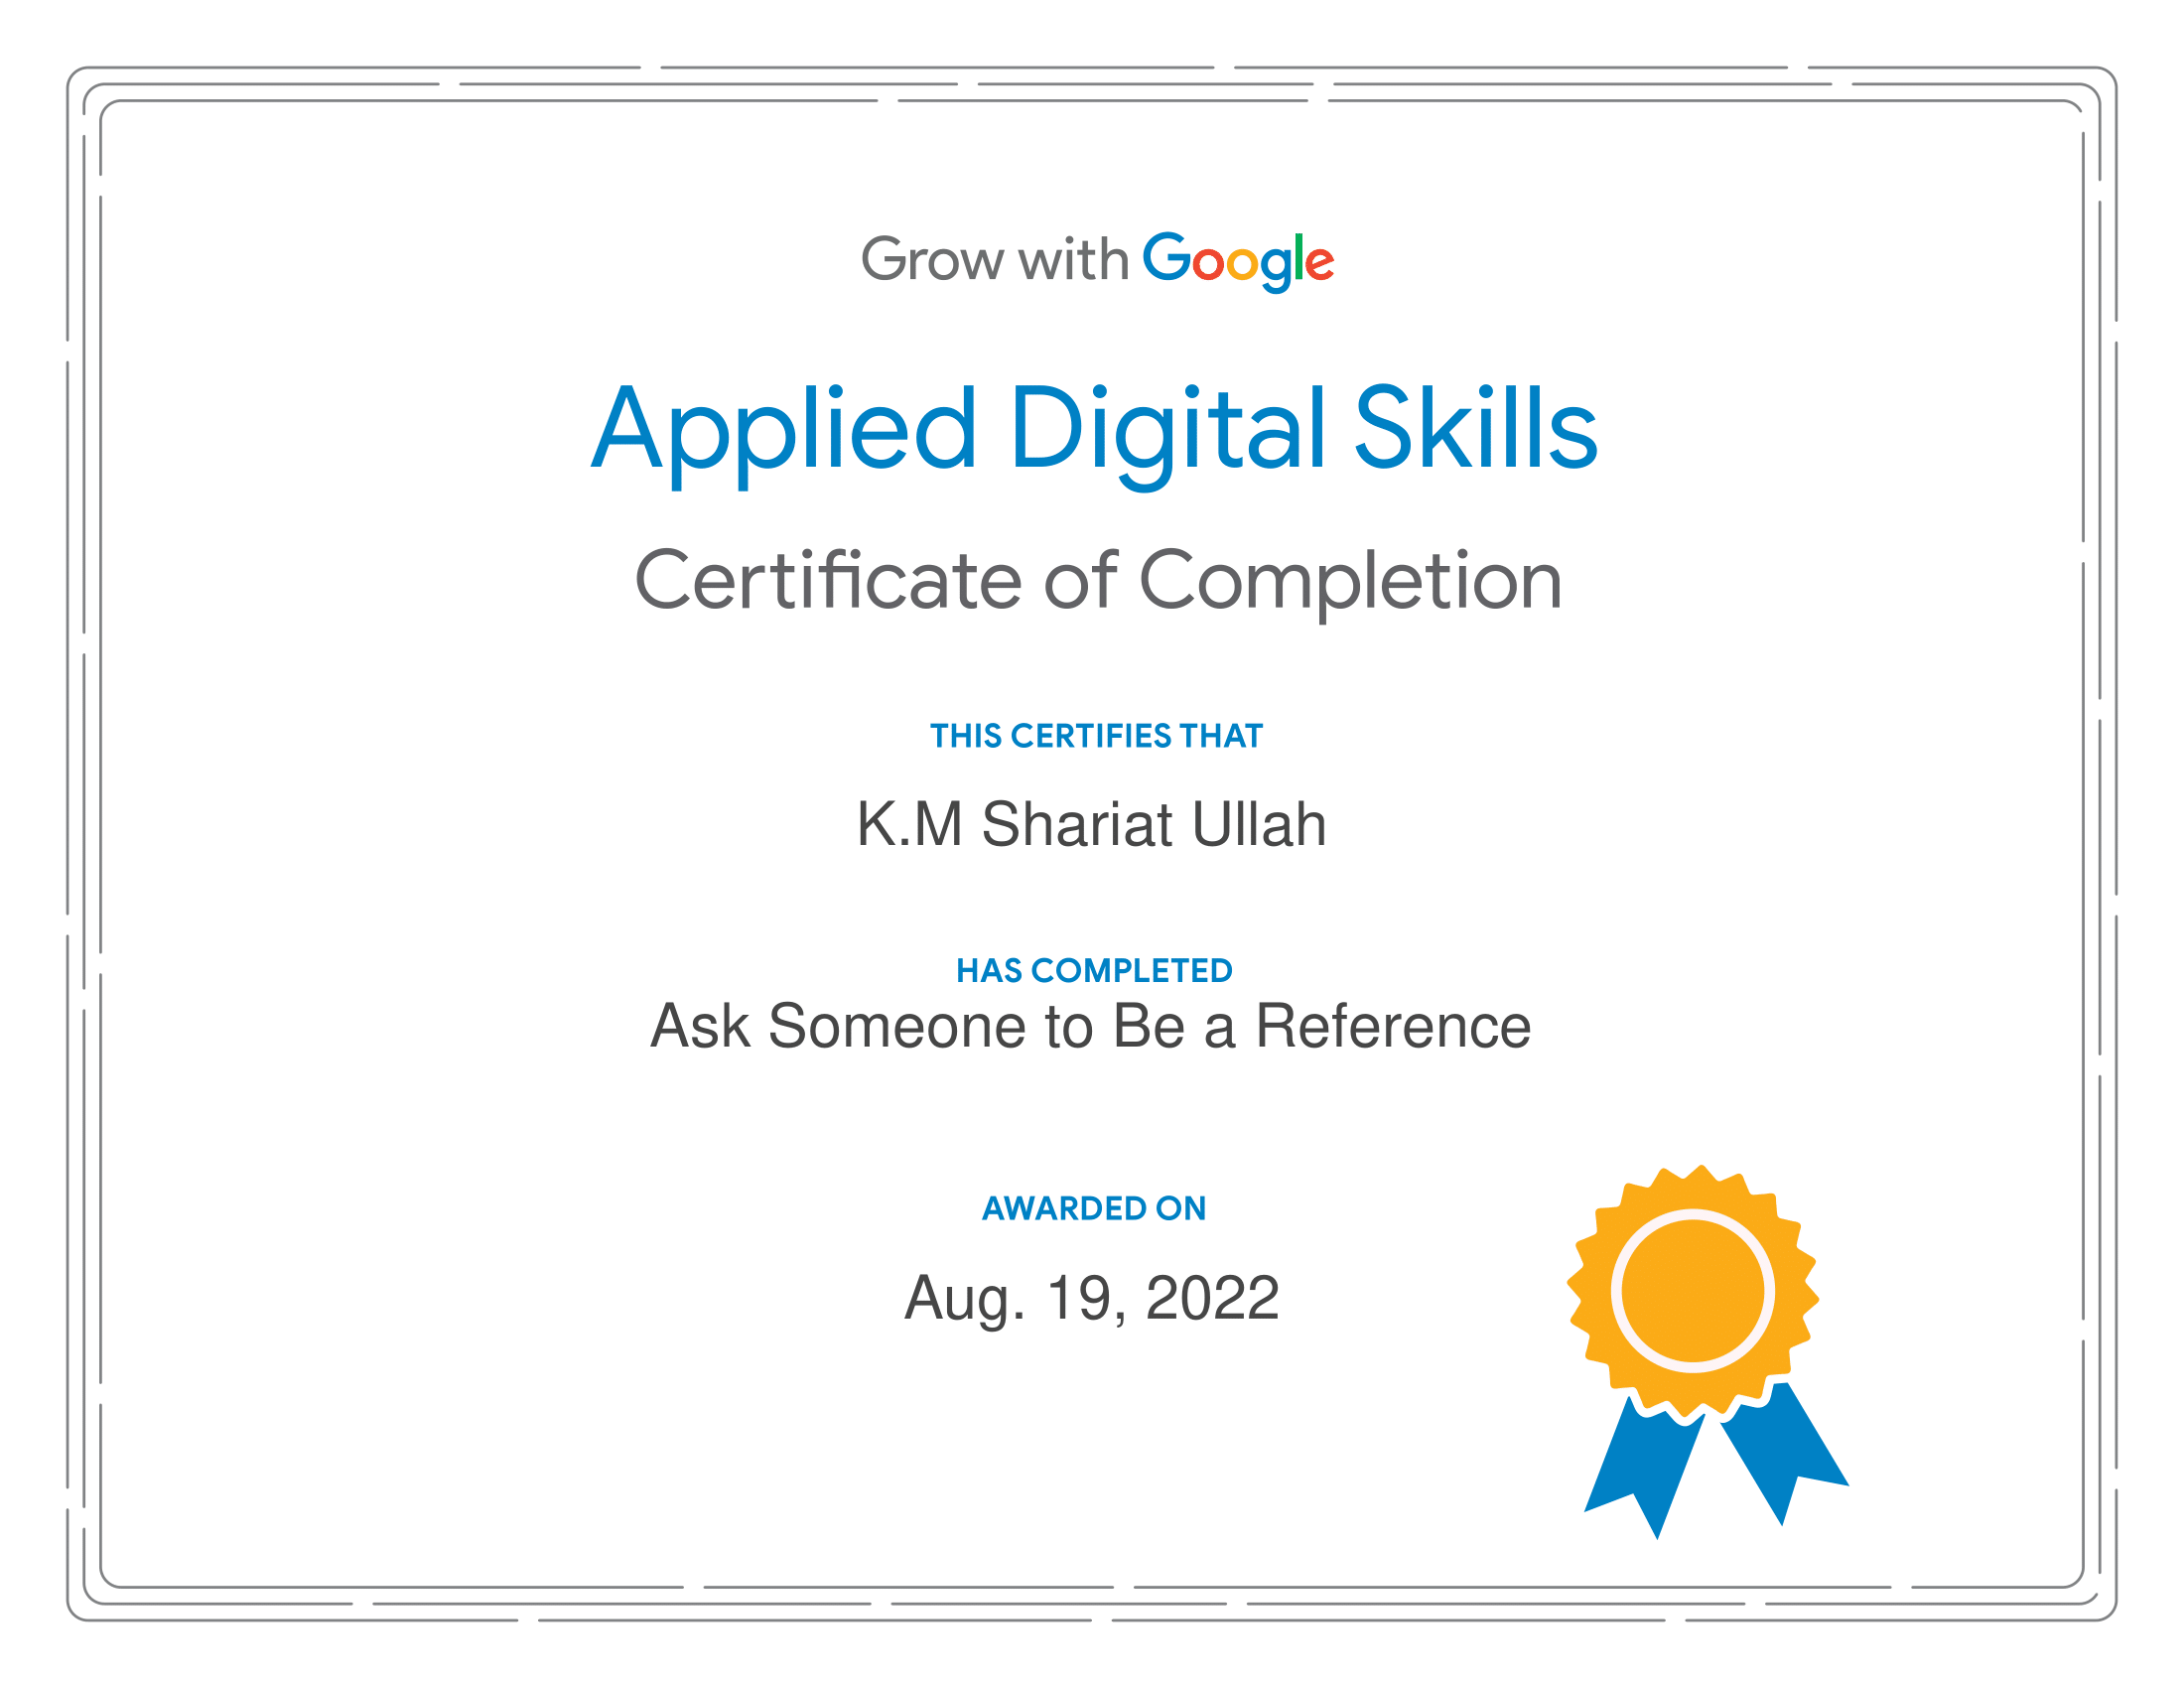 Grow with Google
Applied Digital Skills
Certificate of Completion
THIS CERTIFIES THAT
K.M Shariat Ullah
HAS COMPLETED
Ask Someone to Be a Reference
AWARDED ON
Aug. 19, 2022